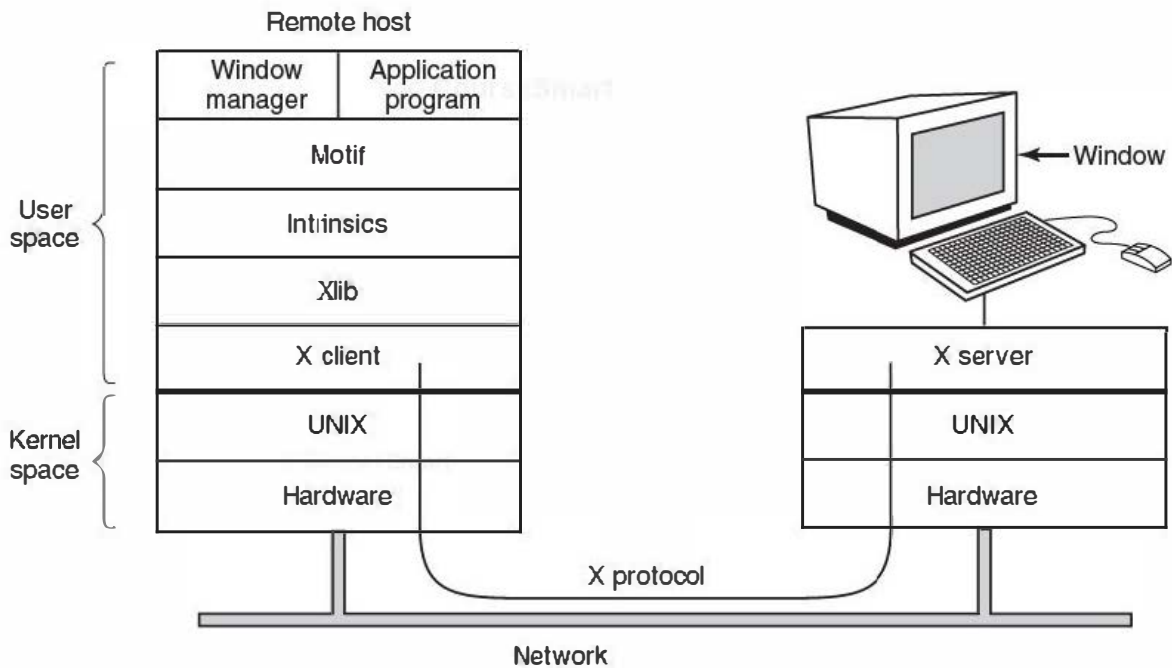 Remote host
Window
manager
Application
program
Motif
Intrinsics
Xlib
X client
UNIX
Hardware
User
space
Kernel
space
Window
X server
UNIX
Hardware
X protocol
Network